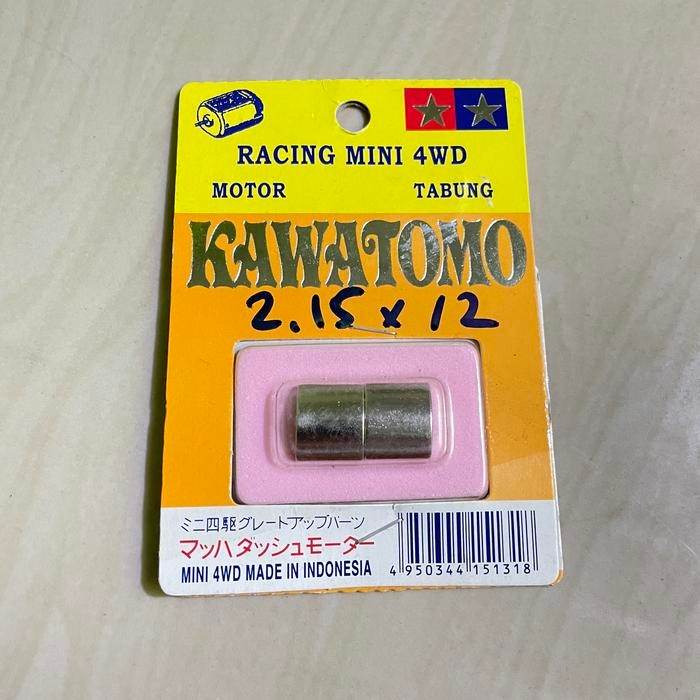 RACING MINI 4WD
MOTOR TABUNG
KAWATOMO
2.15 x 12
ミニ四駆グレートアップパーツ
マッハダッシュモーター
MINI 4WD MADE IN INDONESIA
4 950344 151318